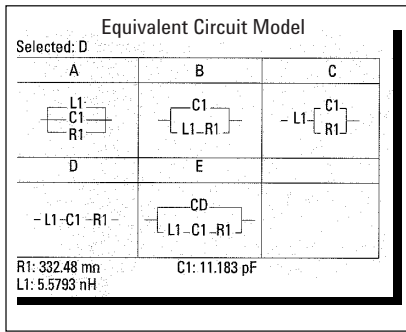 Equivalent Circuit Model
Selected: D
A B C
L1
C1
R1
C1
L1-R1
L1 C1
R1
D E
L1-C1-R1
CD
L1-C1-R1
R1: 332.48 mΩ C1: 11.183 pF
L1: 5.5793 nH